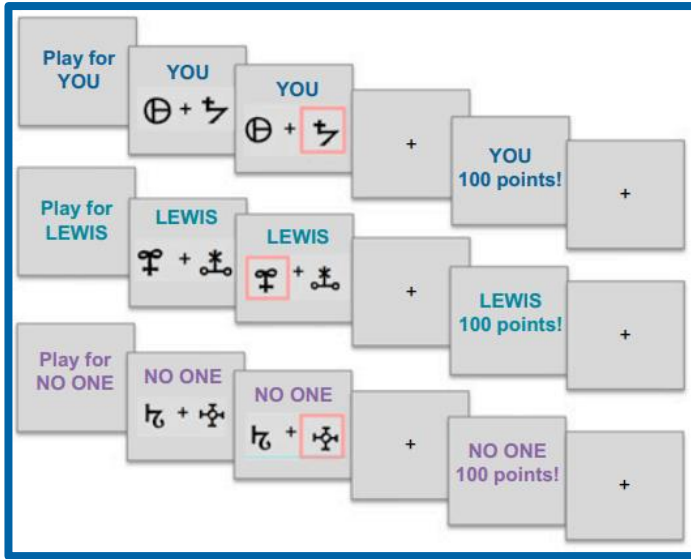 Play for
YOU
YOU
+
YOU
+
+
YOU
100 points!
+
Play for
LEWIS
LEWIS
+
LEWIS
+
+
LEWIS
100 points!
+
Play for
NO ONE
NO ONE
+
NO ONE
+
+
NO ONE
100 points!
+